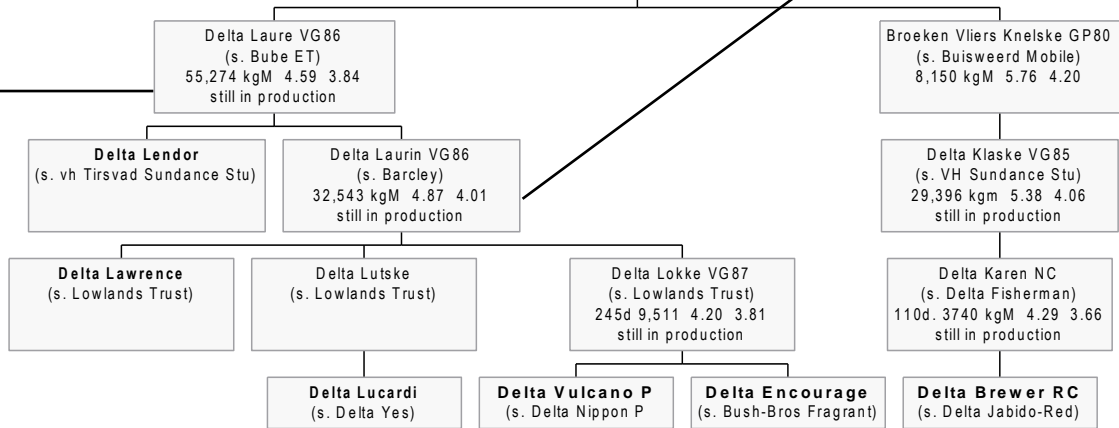 Delta Laure VG86
(s. Bube ET)
55,274 kgM 4.59 3.84
still in production
Broeken Vliers Knelske GP80
(s. Buisweerd Mobile)
8,150 kgM 5.76 4.20
Delta Lendor
(s. vh Tirsvad Sundance Stu)
Delta Laurin VG86
(s. Barcley)
32,543 kgM 4.87 4.01
still in production
Delta Klaske VG85
(s. VH Sundance Stu)
29,396 kgm 5.38 4.06
still in production
Delta Lawrence
(s. Lowlands Trust)
Delta Lutske
(s. Lowlands Trust)
Delta Lokke VG87
(s. Lowlands Trust)
245d 9,511 4.20 3.81
still in production
Delta Karen NC
(s. Delta Fisherman)
110d. 3740 kgM 4.29 3.66
still in production
Delta Lucardi
(s. Delta Yes)
Delta Vulcano P
(s. Delta Nippon P
Delta Encourage
(s. Bush-Bros Fragrant)
Delta Brewer RC
(s. Delta Jabido-Red)